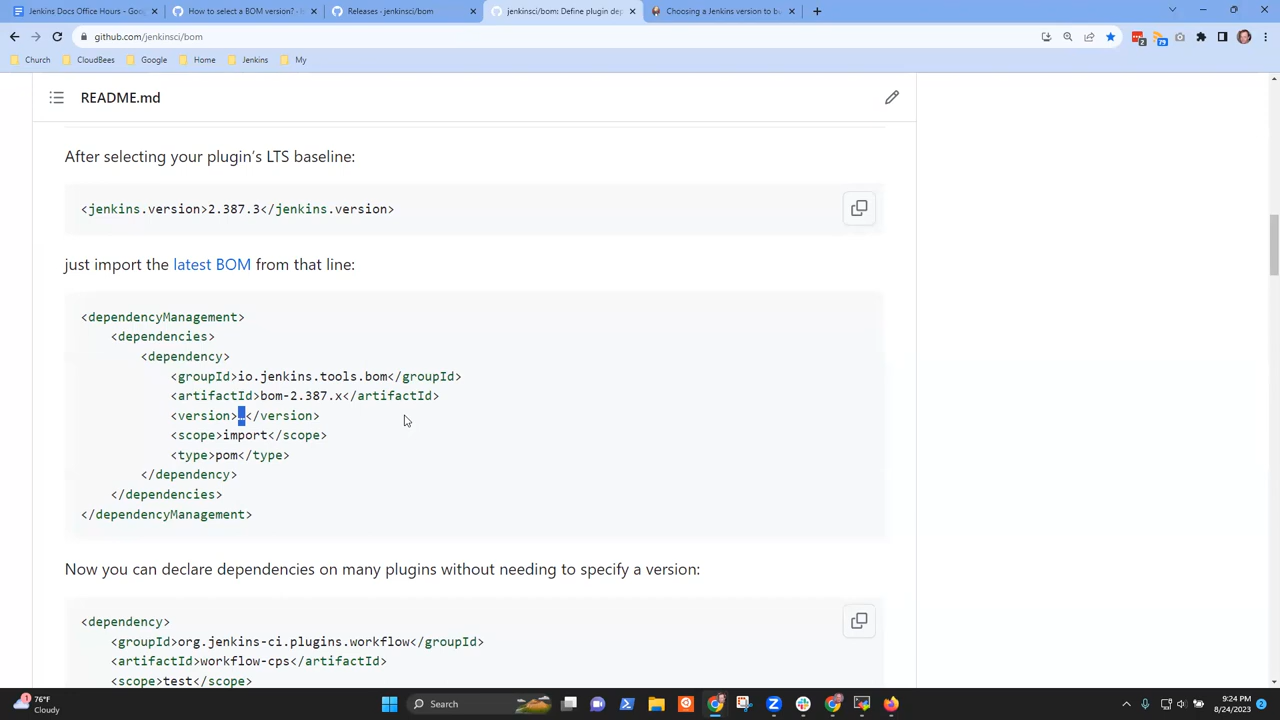 Jenkins Docs Office Hours - Goo
How to select a BOM version? · b
Releases · jenkinsci/bom
jenkinsci/bom: Define plugin dep
Choosing a Jenkins version to bu
github.com/jenkinsci/bom
Church
CloudBees
Google
Home
Jenkins
My
README.md
After selecting your plugin's LTS baseline:
<jenkins.version>2.387.3</jenkins.version>
just import the latest BOM from that line:
<dependencyManagement>
<dependencies>
<dependency>
<groupId>io.jenkins.tools.bom</groupId>
<artifactId>bom-2.387.x</artifactId>
<version>…</version>
<scope>import</scope>
<type>pom</type>
</dependency>
</dependencies>
</dependencyManagement>
Now you can declare dependencies on many plugins without needing to specify a version:
<dependency>
<groupId>org.jenkins-ci.plugins.workflow</groupId>
<artifactId>workflow-cps</artifactId>
<scope>test</scope>
76°F
Cloudy
Search
9:24 PM
8/24/2023